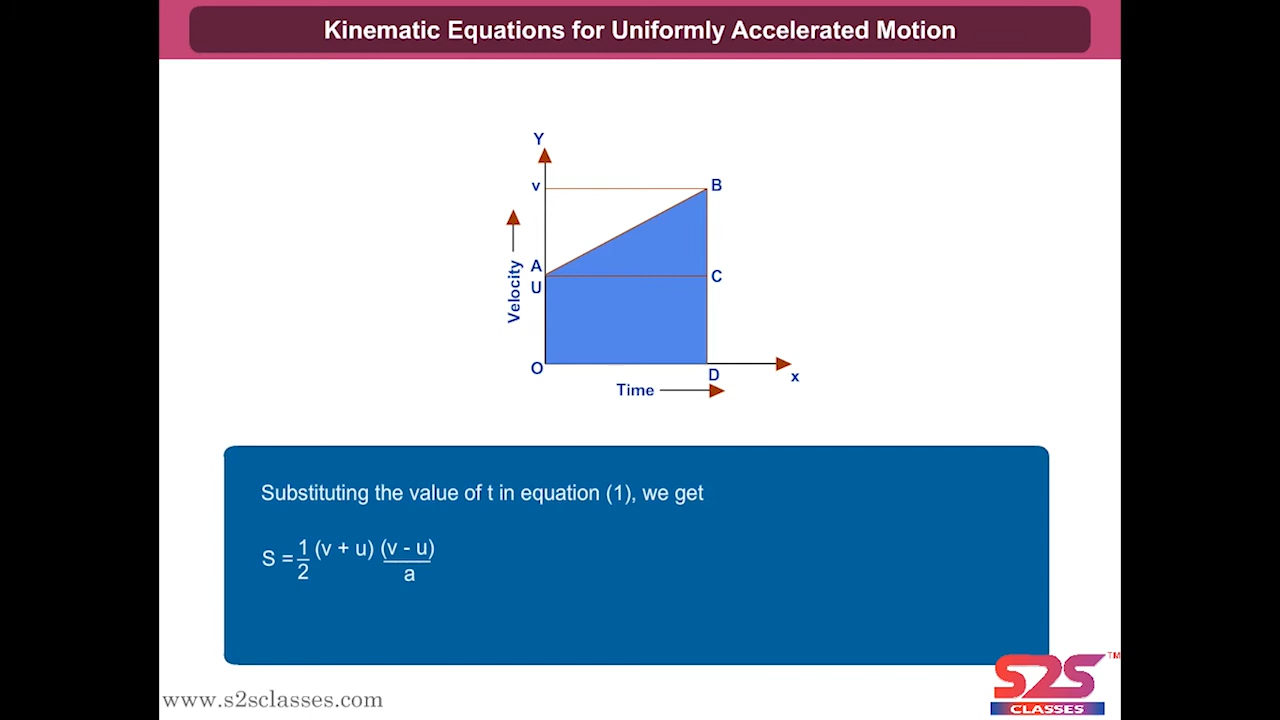 Kinematic Equations for Uniformly Accelerated Motion
Y
v
B
A
U
C
Velocity
O
D
x
Time
Substituting the value of t in equation (1), we get
S = 1/2 (v + u) (v - u)/a
www.s2sclasses.com
S2S TM
CLASSES